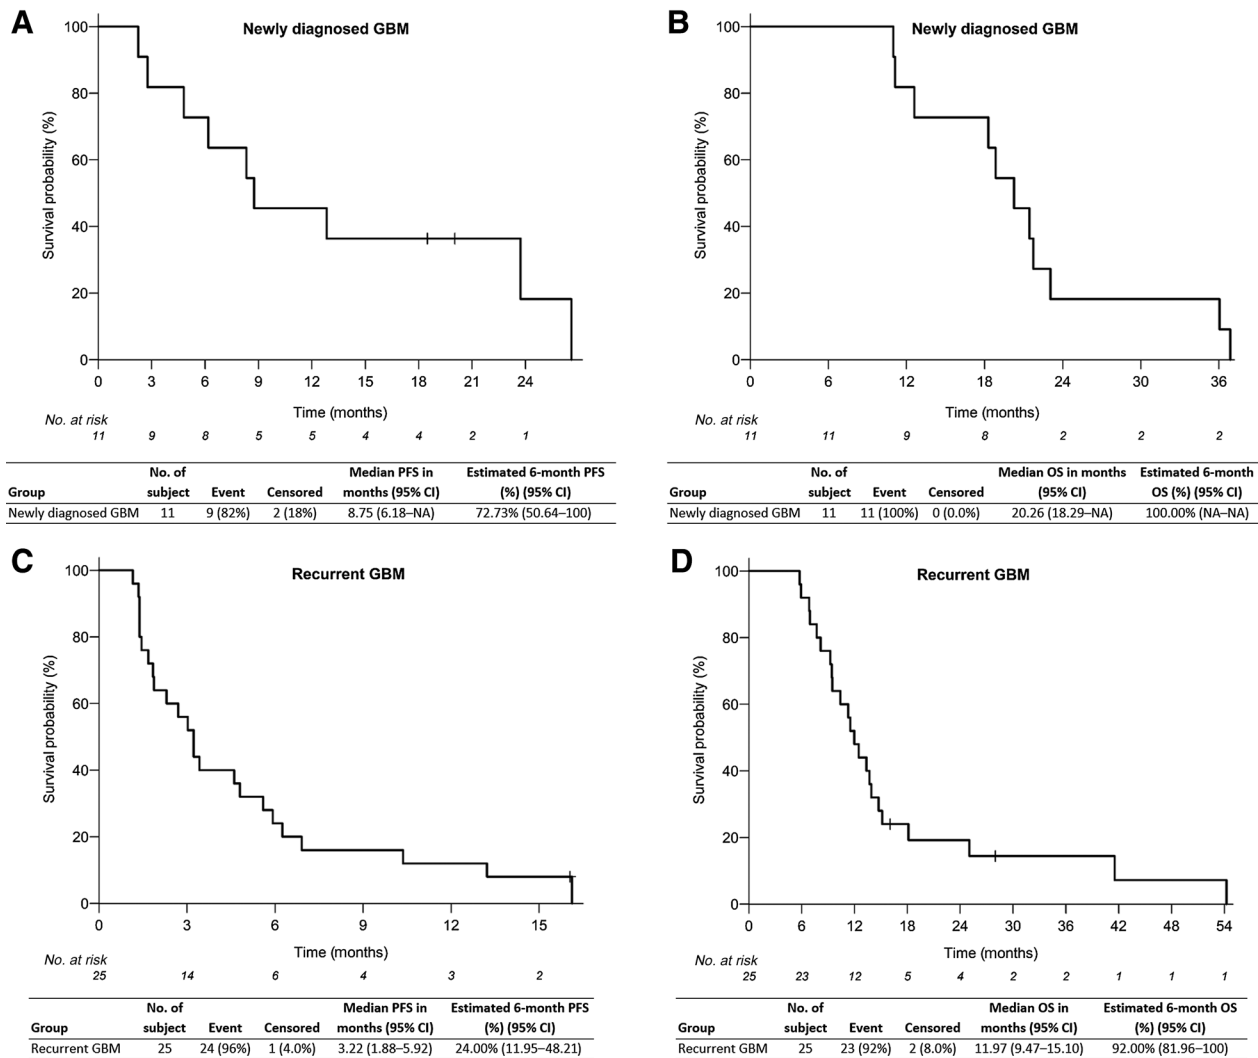 A
Newly diagnosed GBM
100
80
60
40
20
0
Survival probability (%)
0 3 6 9 12 15 18 21 24
Time (months)
No. at risk
11 9 8 5 5 4 4 2 1
No. of Median PFS in Estimated 6-month PFS
Group subject Event Censored months (95% CI) (%) (95% CI)
Newly diagnosed GBM 11 9 (82%) 2 (18%) 8.75 (6.18–NA) 72.73% (50.64–100)
B
Newly diagnosed GBM
100
80
60
40
20
0
Survival probability (%)
0 6 12 18 24 30 36
Time (months)
No. at risk
11 11 9 8 2 2 2
No. of Median OS in months Estimated 6-month
Group subject Event Censored (95% CI) OS (%) (95% CI)
Newly diagnosed GBM 11 11 (100%) 0 (0.0%) 20.26 (18.29–NA) 100.00% (NA–NA)
C
Recurrent GBM
100
80
60
40
20
0
Survival probability (%)
0 3 6 9 12 15
Time (months)
No. at risk
25 14 6 4 3 2
No. of Median PFS in Estimated 6-month PFS
Group subject Event Censored months (95% CI) (%) (95% CI)
Recurrent GBM 25 24 (96%) 1 (4.0%) 3.22 (1.88–5.92) 24.00% (11.95–48.21)
D
Recurrent GBM
100
80
60
40
20
0
Survival probability (%)
0 6 12 18 24 30 36 42 48 54
Time (months)
No. at risk
25 23 12 5 4 2 2 1 1 1
No. of Median OS in Estimated 6-month OS
Group subject Event Censored months (95% CI) (%) (95% CI)
Recurrent GBM 25 23 (92%) 2 (8.0%) 11.97 (9.47–15.10) 92.00% (81.96–100)